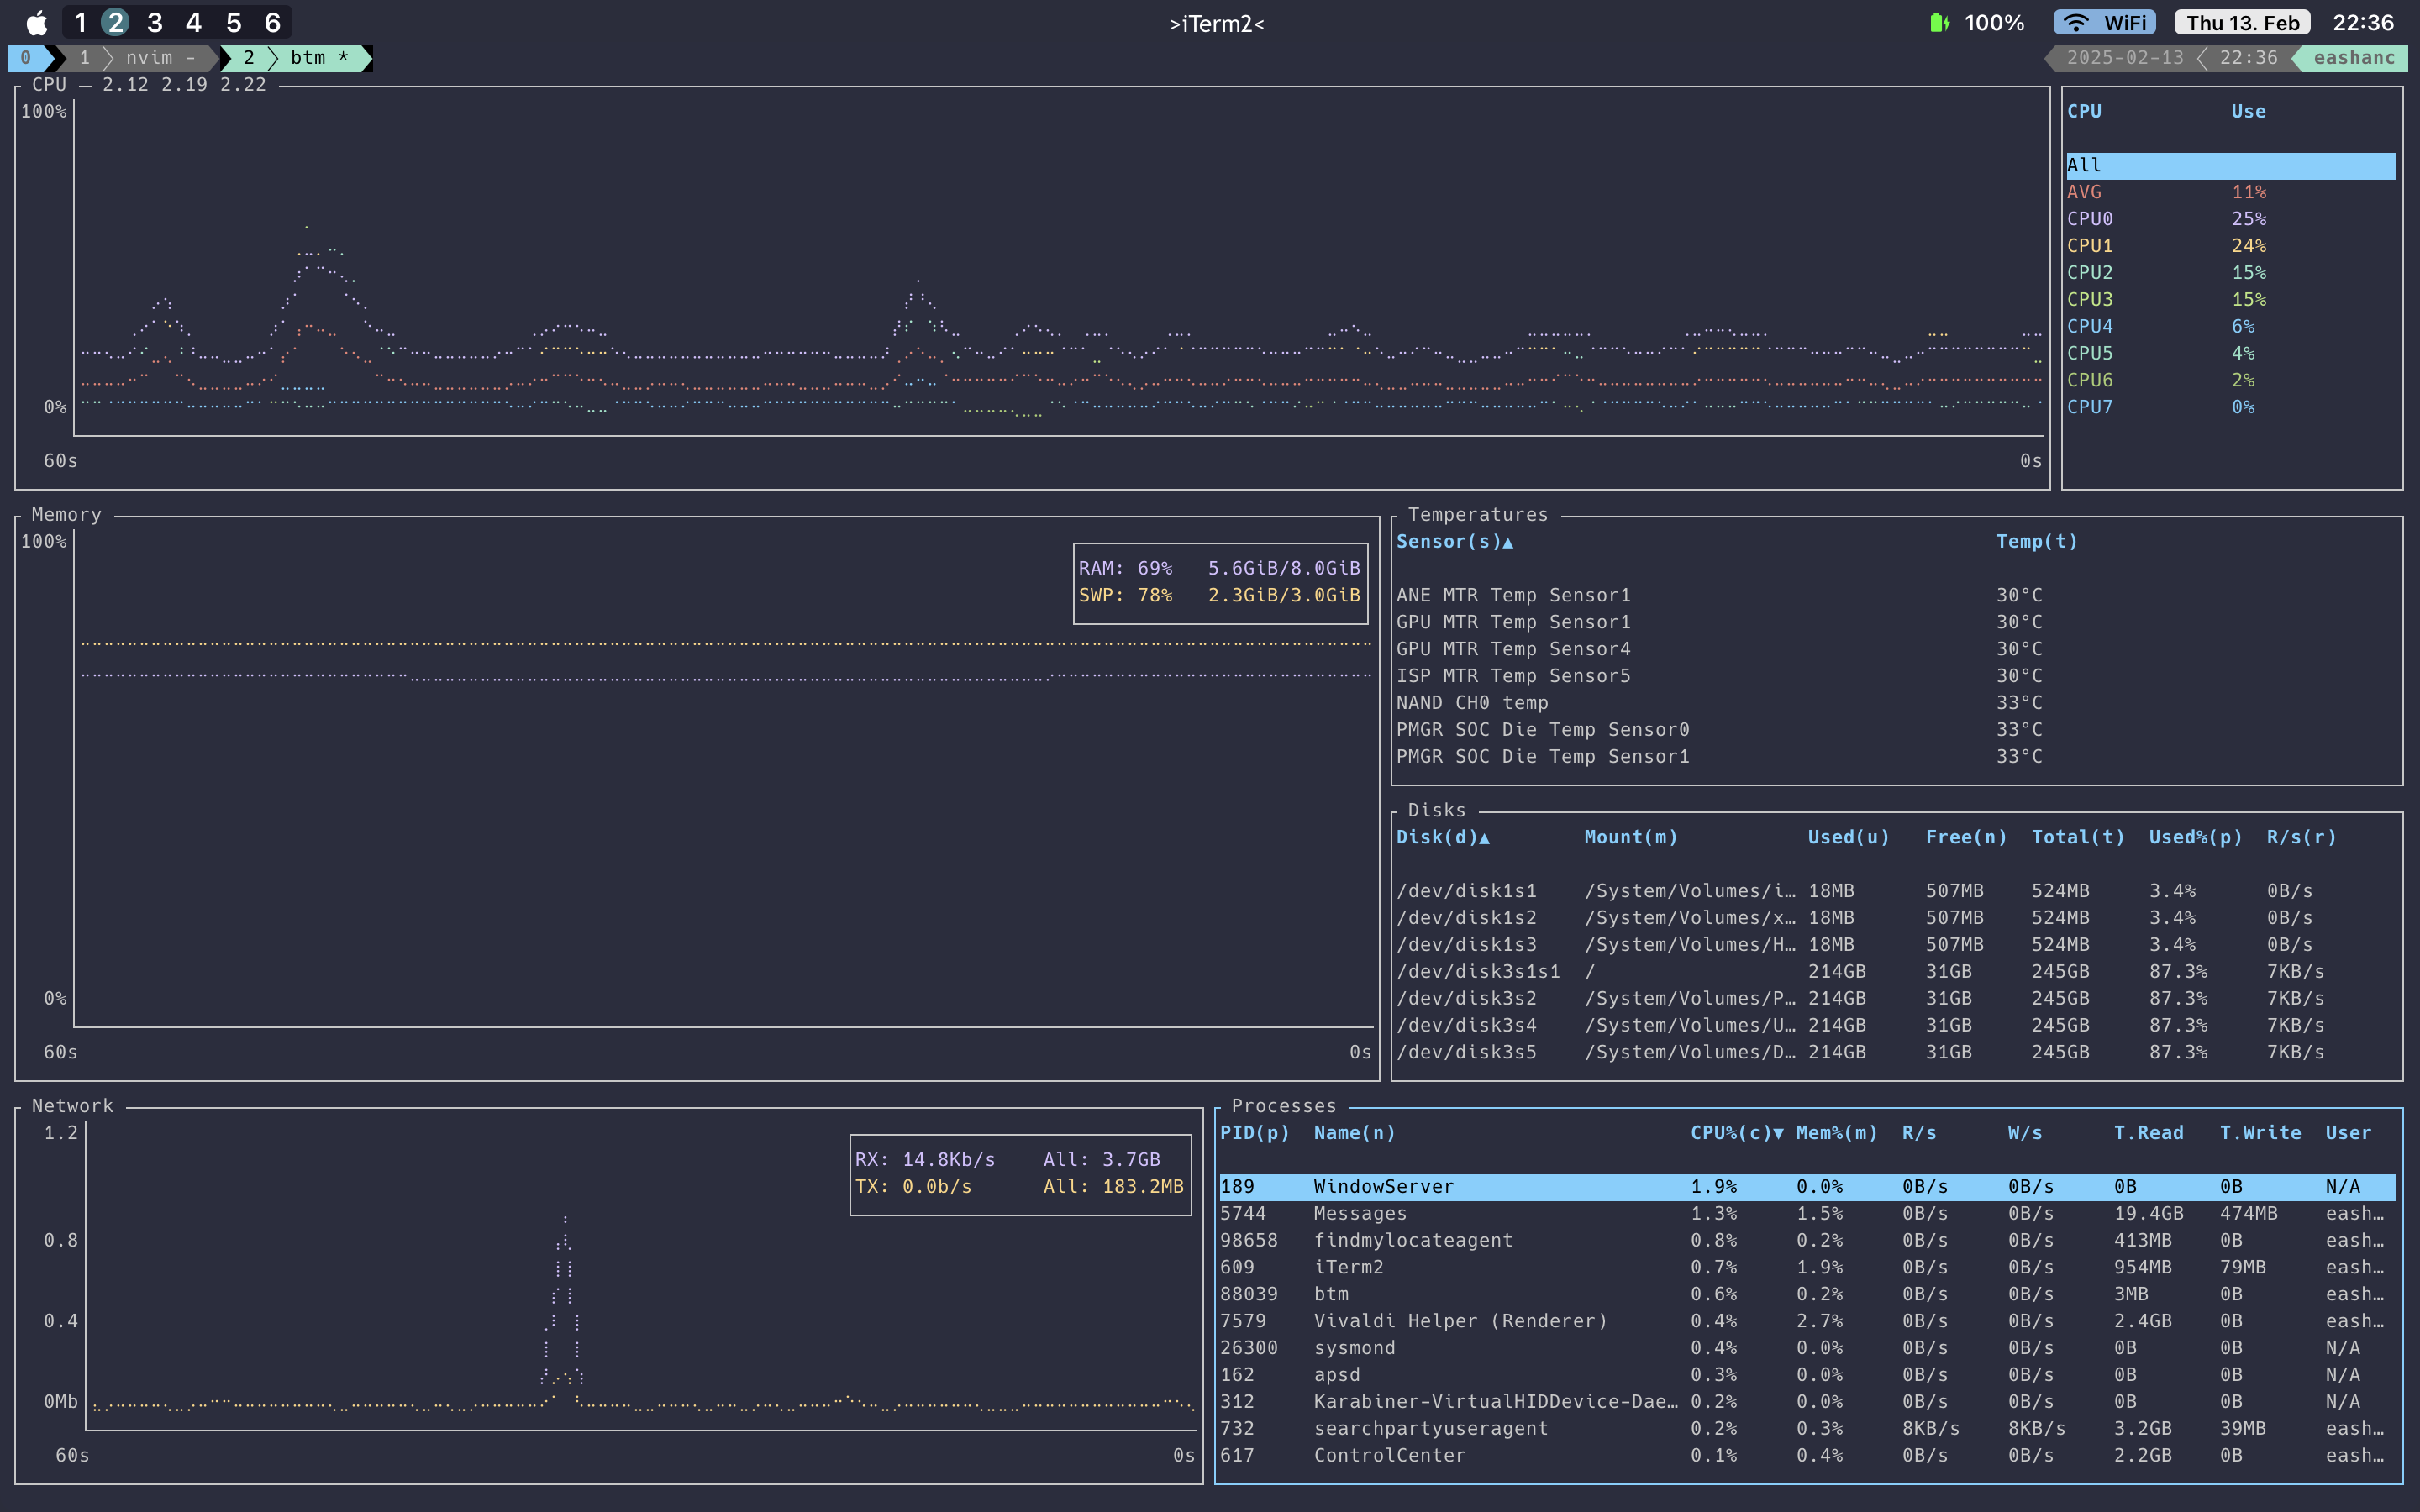 1 2 3 4 5 6 >iTerm2< 100% WiFi Thu 13. Feb 22:36
0 1 nvim - 2 btm * 2025-02-13 22:36 eashanc
CPU — 2.12 2.19 2.22
100%
0%
60s 0s
CPU Use
All
AVG 11%
CPU0 25%
CPU1 24%
CPU2 15%
CPU3 15%
CPU4 6%
CPU5 4%
CPU6 2%
CPU7 0%
Memory
100%
RAM: 69% 5.6GiB/8.0GiB
SWP: 78% 2.3GiB/3.0GiB
0%
60s 0s
Temperatures
Sensor(s)▲ Temp(t)
ANE MTR Temp Sensor1 30°C
GPU MTR Temp Sensor1 30°C
GPU MTR Temp Sensor4 30°C
ISP MTR Temp Sensor5 30°C
NAND CH0 temp 33°C
PMGR SOC Die Temp Sensor0 33°C
PMGR SOC Die Temp Sensor1 33°C
Disks
Disk(d)▲ Mount(m) Used(u) Free(n) Total(t) Used%(p) R/s(r)
/dev/disk1s1 /System/Volumes/i… 18MB 507MB 524MB 3.4% 0B/s
/dev/disk1s2 /System/Volumes/x… 18MB 507MB 524MB 3.4% 0B/s
/dev/disk1s3 /System/Volumes/H… 18MB 507MB 524MB 3.4% 0B/s
/dev/disk3s1s1 / 214GB 31GB 245GB 87.3% 7KB/s
/dev/disk3s2 /System/Volumes/P… 214GB 31GB 245GB 87.3% 7KB/s
/dev/disk3s4 /System/Volumes/U… 214GB 31GB 245GB 87.3% 7KB/s
/dev/disk3s5 /System/Volumes/D… 214GB 31GB 245GB 87.3% 7KB/s
Network
1.2
RX: 14.8Kb/s All: 3.7GB
TX: 0.0b/s All: 183.2MB
0.8
0.4
0Mb
60s 0s
Processes
PID(p) Name(n) CPU%(c)▼ Mem%(m) R/s W/s T.Read T.Write User
189 WindowServer 1.9% 0.0% 0B/s 0B/s 0B 0B N/A
5744 Messages 1.3% 1.5% 0B/s 0B/s 19.4GB 474MB eash…
98658 findmylocateagent 0.8% 0.2% 0B/s 0B/s 413MB 0B eash…
609 iTerm2 0.7% 1.9% 0B/s 0B/s 954MB 79MB eash…
88039 btm 0.6% 0.2% 0B/s 0B/s 3MB 0B eash…
7579 Vivaldi Helper (Renderer) 0.4% 2.7% 0B/s 0B/s 2.4GB 0B eash…
26300 sysmond 0.4% 0.0% 0B/s 0B/s 0B 0B N/A
162 apsd 0.3% 0.0% 0B/s 0B/s 0B 0B N/A
312 Karabiner-VirtualHIDDevice-Dae… 0.2% 0.0% 0B/s 0B/s 0B 0B N/A
732 searchpartyuseragent 0.2% 0.3% 8KB/s 8KB/s 3.2GB 39MB eash…
617 ControlCenter 0.1% 0.4% 0B/s 0B/s 2.2GB 0B eash…